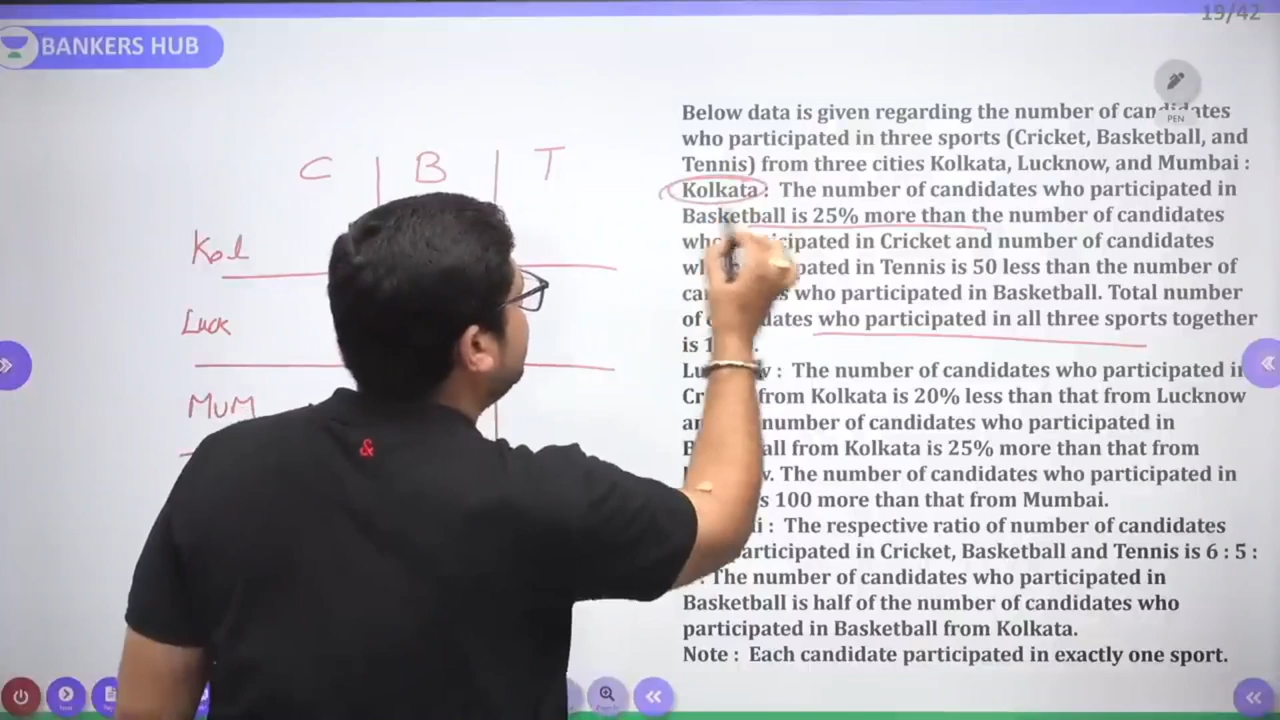 19/42
BANKERS HUB
PEN
C B T
Kol
Luck
MUM
&
Below data is given regarding the number of candidates
who participated in three sports (Cricket, Basketball, and
Tennis) from three cities Kolkata, Lucknow, and Mumbai :
Kolkata : The number of candidates who participated in
Basketball is 25% more than the number of candidates
participated in Cricket and number of candidates
in Tennis is 50 less than the number of
who participated in Basketball. Total number
of who participated in all three sports together
is
: The number of candidates who participated in
from Kolkata is 20% less than that from Lucknow
number of candidates who participated in
from Kolkata is 25% more than that from
The number of candidates who participated in
100 more than that from Mumbai.
: The respective ratio of number of candidates
participated in Cricket, Basketball and Tennis is 6 : 5 :
The number of candidates who participated in
Basketball is half of the number of candidates who
participated in Basketball from Kolkata.
Note : Each candidate participated in exactly one sport.